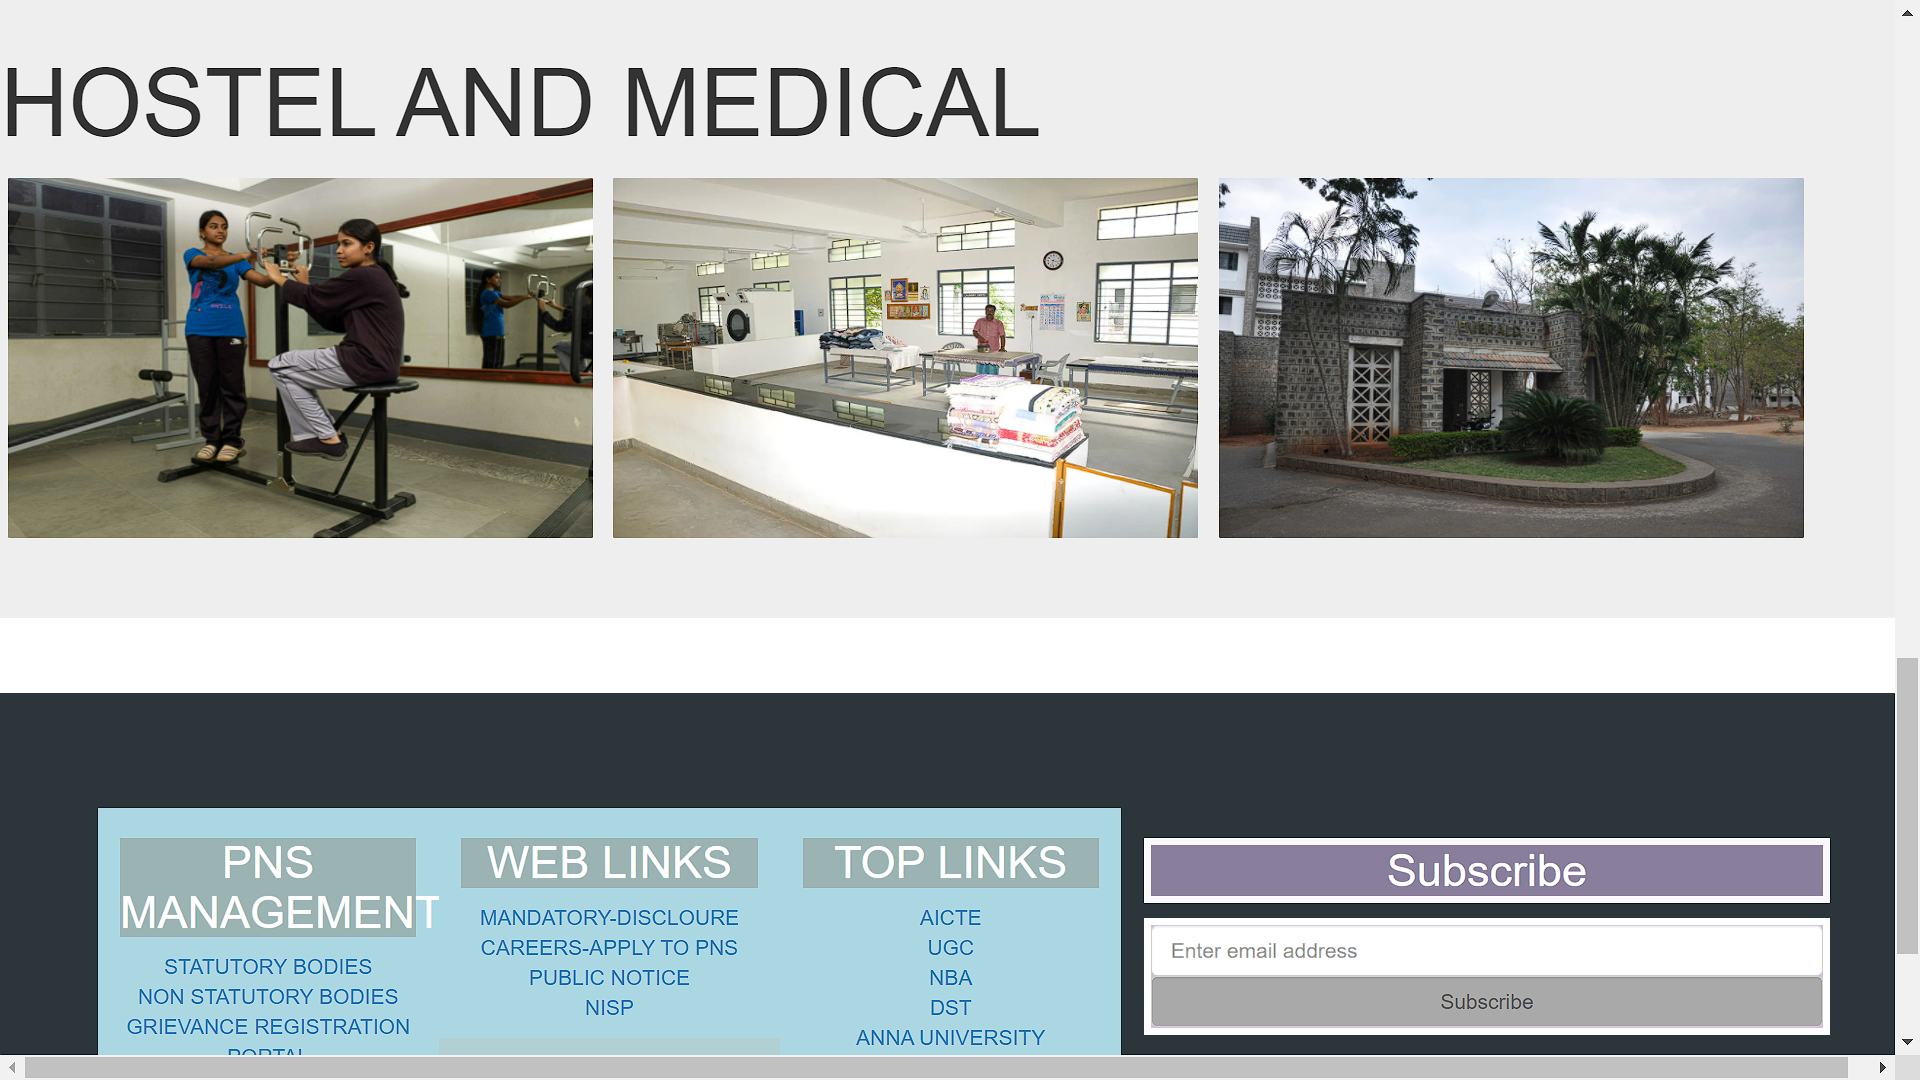 HOSTEL AND MEDICAL
PNS
MANAGEMENT
STATUTORY BODIES
NON STATUTORY BODIES
GRIEVANCE REGISTRATION
PORTAL
WEB LINKS
MANDATORY-DISCLOURE
CAREERS-APPLY TO PNS
PUBLIC NOTICE
NISP
TOP LINKS
AICTE
UGC
NBA
DST
ANNA UNIVERSITY
Subscribe
Enter email address
Subscribe